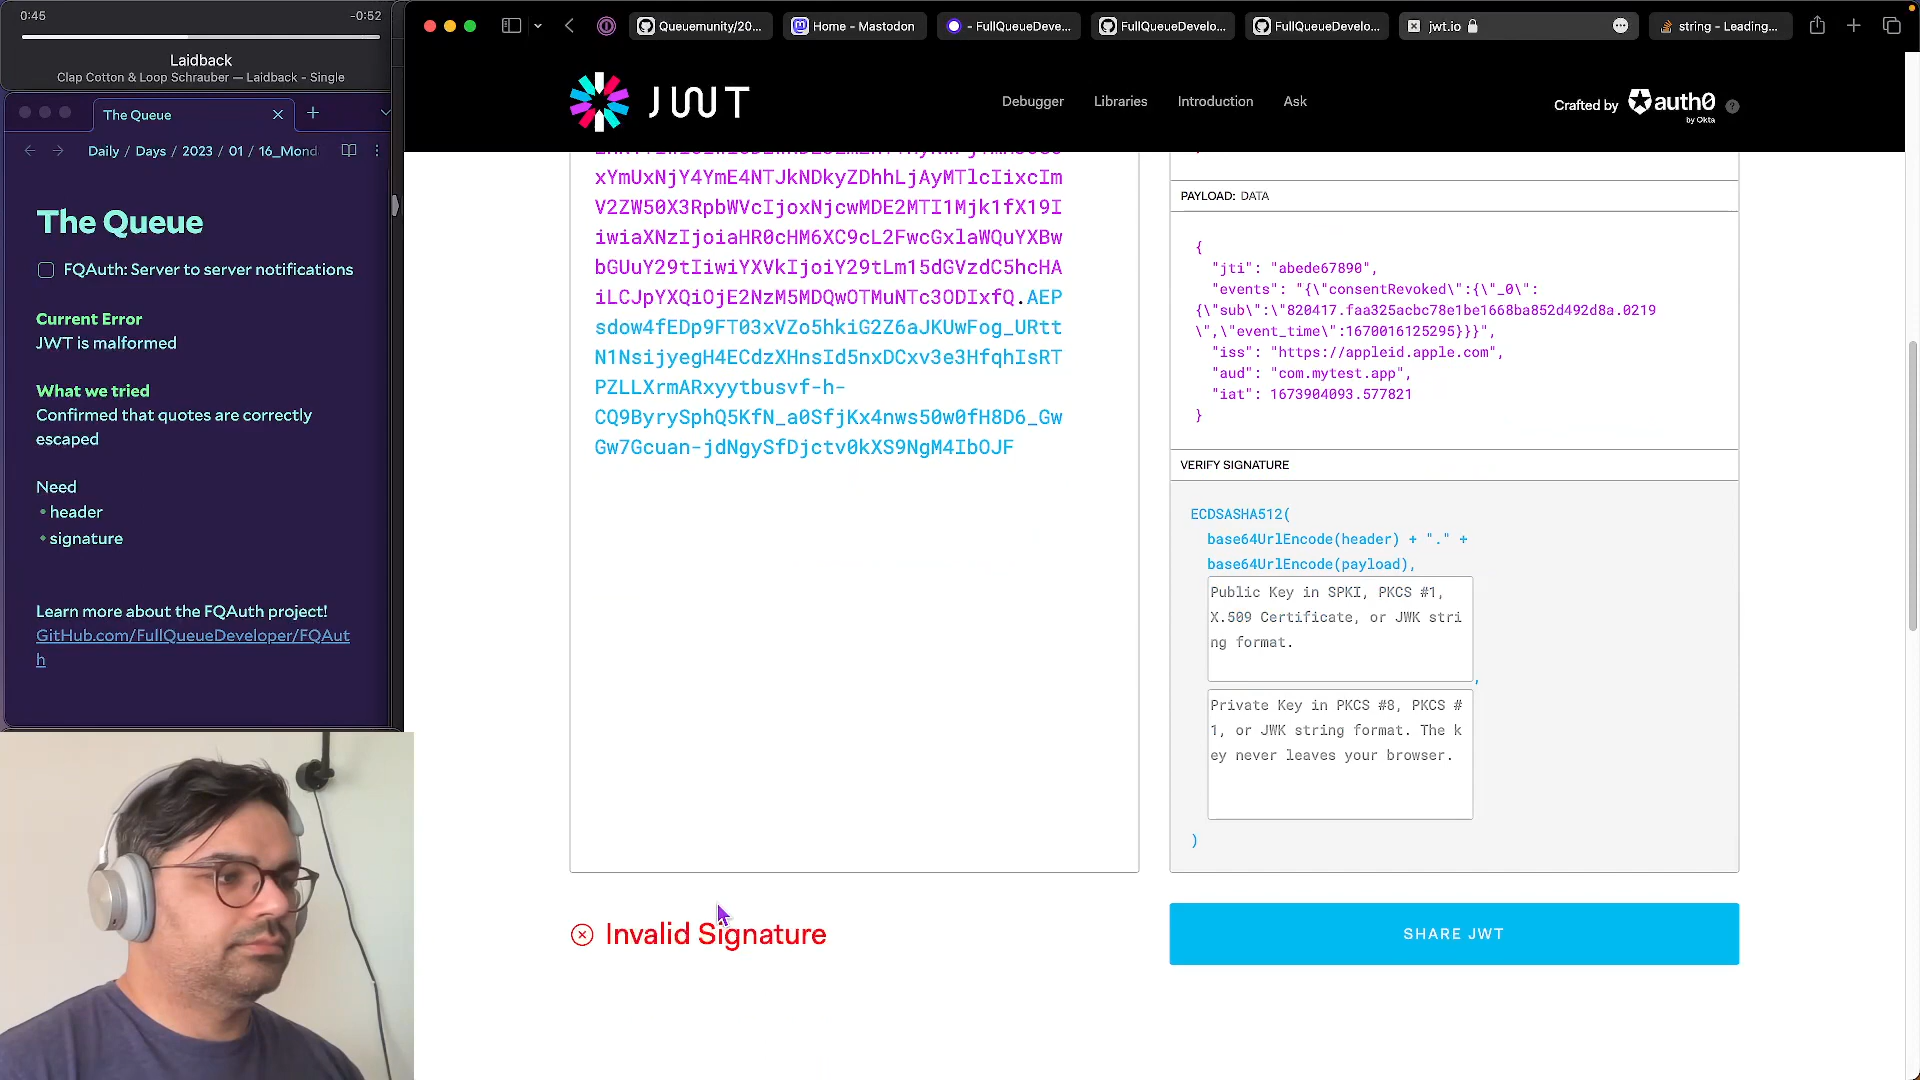 0:45
-0:52
Laidback
Clap Cotton & Loop Schrauber — Laidback - Single
The Queue
Daily / Days / 2023 / 01 / 16_Mond
The Queue
FQAuth: Server to server notifications
Current Error
JWT is malformed
What we tried
Confirmed that quotes are correctly
escaped
Need
• header
• signature
Learn more about the FQAuth project!
GitHub.com/FullQueueDeveloper/FQAut
h
Queuemunity/20...
Home - Mastodon
- FullQueueDeve...
FullQueueDevelo...
FullQueueDevelo...
jwt.io
string - Leading...
JWT
Debugger
Libraries
Introduction
Ask
Crafted by
auth0
by Okta
?
xYmUxNjY4YmE4NTJkNDkyZDhhLjAyMTlcIixcIm
V2ZW50X3RpbWVcIjoxNjcwMDE2MTI1Mjk1fX19I
iwiaXNzIjoiaHR0cHM6XC9cL2FwcGxlaWQuYXBw
bGUuY29tIiwiYXVkIjoiY29tLm15dGVzdC5hcHA
iLCJpYXQiOjE2NzM5MDQwOTMuNTc3ODIxfQ.AEP
sdow4fEDp9FT03xVZo5hkiG2Z6aJKUwFog_URtt
N1NsijyegH4ECdzXHnsId5nxDCxv3e3HfqhIsRT
PZLLXrmARxyytbusvf-h-
CQ9ByrySphQ5KfN_a0SfjKx4nws50w0fH8D6_Gw
Gw7Gcuan-jdNgySfDjctv0kXS9NgM4IbOJF
Invalid Signature
PAYLOAD: DATA
{
"jti": "abede67890",
"events": "{\"consentRevoked\":{\"_0\":
{\"sub\":\"820417.faa325acbc78e1be1668ba852d492d8a.0219
\",\"event_time\":1670016125295}}}",
"iss": "https://appleid.apple.com",
"aud": "com.mytest.app",
"iat": 1673904093.577821
}
VERIFY SIGNATURE
ECDSASHA512(
base64UrlEncode(header) + "." +
base64UrlEncode(payload),
Public Key in SPKI, PKCS #1,
X.509 Certificate, or JWK stri
ng format.
,
Private Key in PKCS #8, PKCS #
1, or JWK string format. The k
ey never leaves your browser.
)
SHARE JWT